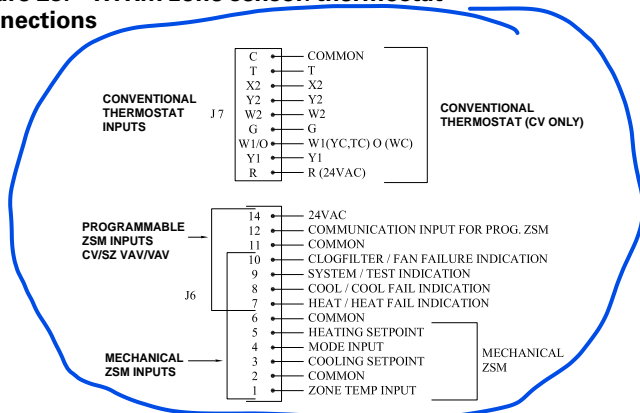 zone sensor thermostat
nections
CONVENTIONAL
THERMOSTAT
INPUTS
J 7
C COMMON
T T
X2 X2
Y2 Y2
W2 W2
G G
W1/O W1(YC,TC) O (WC)
Y1 Y1
R R (24VAC)
CONVENTIONAL
THERMOSTAT (CV ONLY)
PROGRAMMABLE
ZSM INPUTS
CV/SZ VAV/VAV
J6
14 24VAC
12 COMMUNICATION INPUT FOR PROG. ZSM
11 COMMON
10 CLOGFILTER / FAN FAILURE INDICATION
9 SYSTEM / TEST INDICATION
8 COOL / COOL FAIL INDICATION
7 HEAT / HEAT FAIL INDICATION
6 COMMON
5 HEATING SETPOINT
4 MODE INPUT
3 COOLING SETPOINT
2 COMMON
1 ZONE TEMP INPUT
MECHANICAL
ZSM INPUTS
MECHANICAL
ZSM